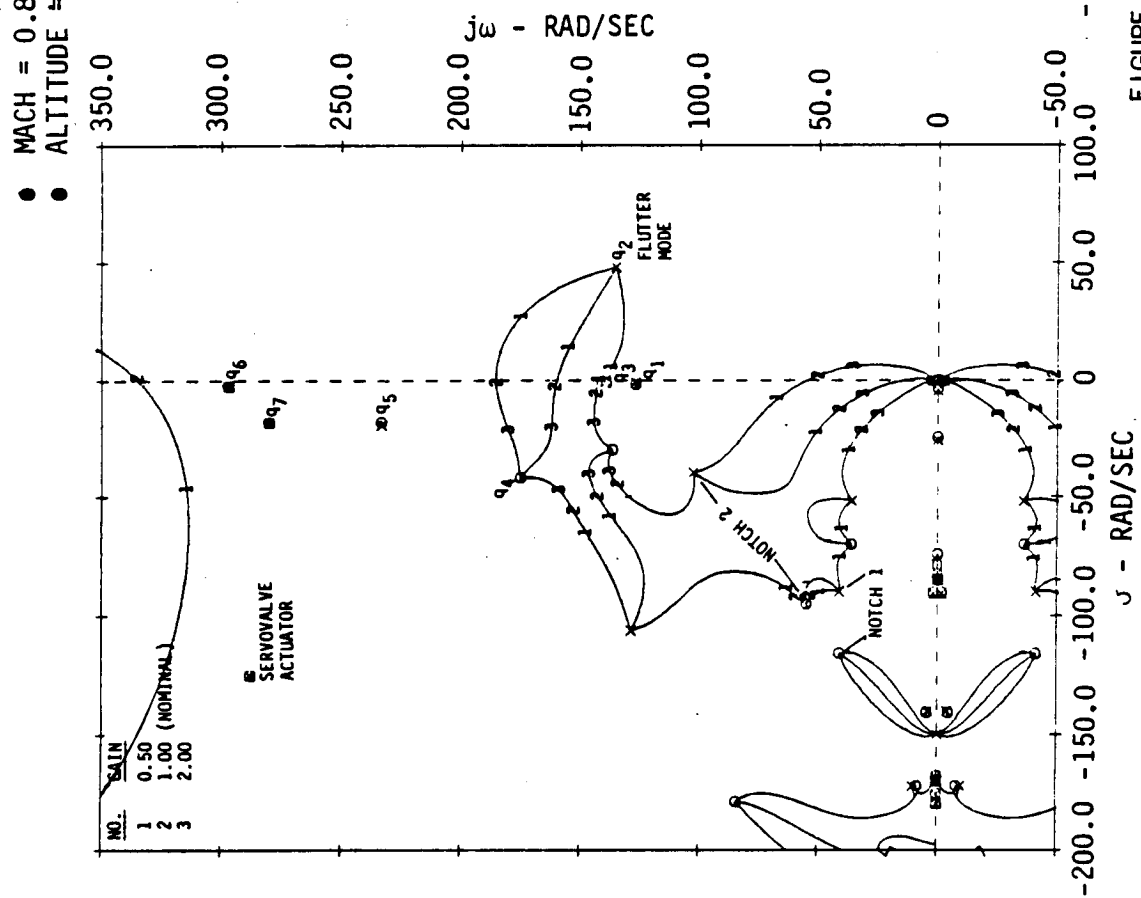 ● MACH = 0.8
● ALTITUDE =
NO. GAIN
1 0.50
2 1.00 (NOMINAL)
3 2.00
SERVOVALVE
ACTUATOR
q6
q7
q5
q4
q2
FLUTTER
MODE
q3
q1
NOTCH 2
NOTCH 1
350.0
300.0
250.0
200.0
150.0
100.0
50.0
0
-50.0
jω - RAD/SEC
-200.0 -150.0 -100.0 -50.0 0 50.0 100.0
- RAD/SEC
FIGURE